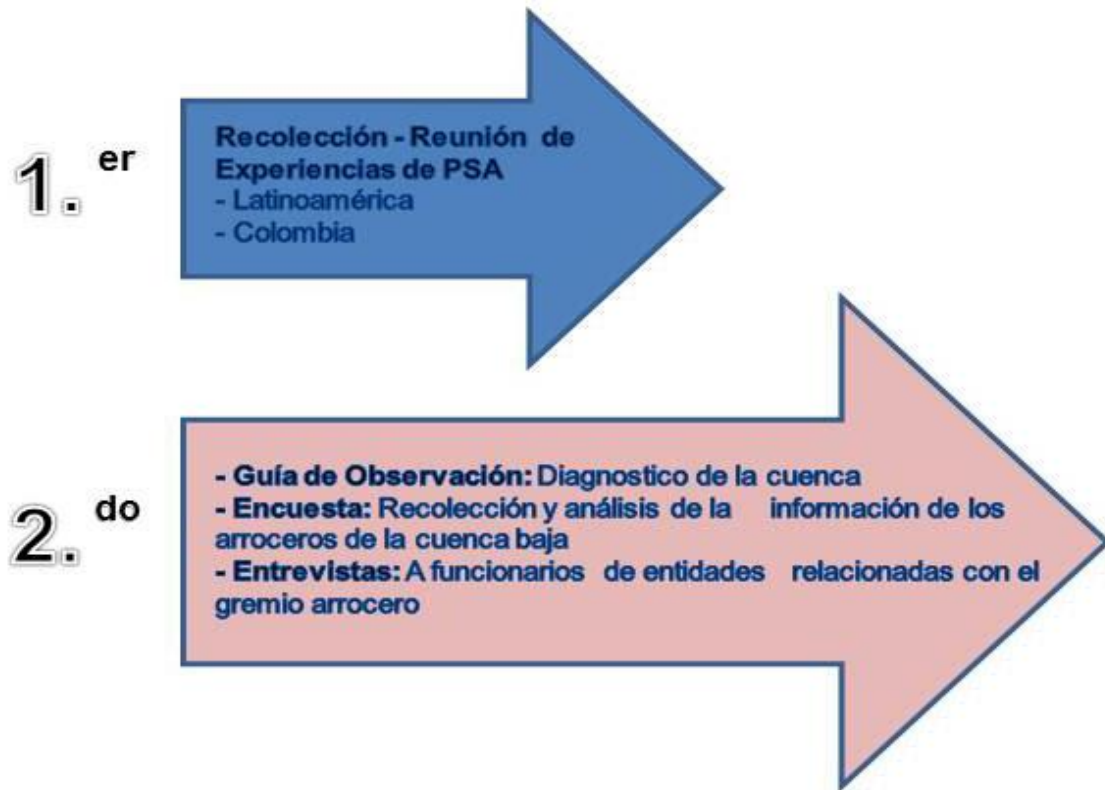 1. er
Recolección - Reunión de
Experiencias de PSA
- Latinoamérica
- Colombia
2. do
- Guía de Observación: Diagnostico de la cuenca
- Encuesta: Recolección y análisis de la información de los
arroceros de la cuenca baja
- Entrevistas: A funcionarios de entidades relacionadas con el
gremio arrocero